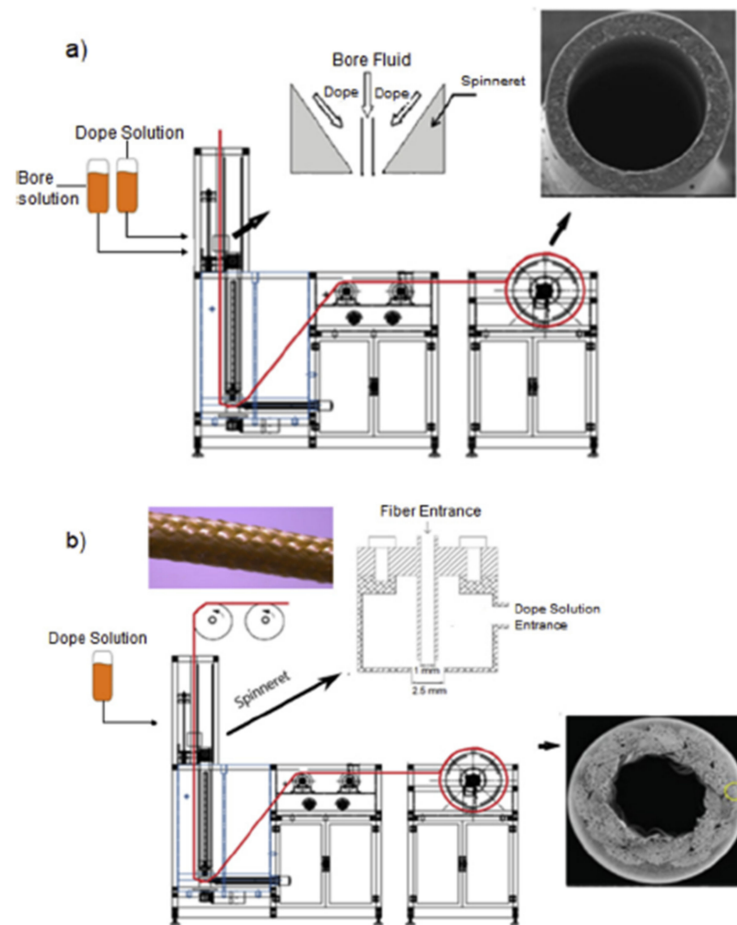 a)
Bore Fluid
Dope
Dope
Spinneret
Dope Solution
Bore
solution
b)
Fiber Entrance
Dope Solution
Entrance
1 mm
2.5 mm
Dope Solution
Spinneret